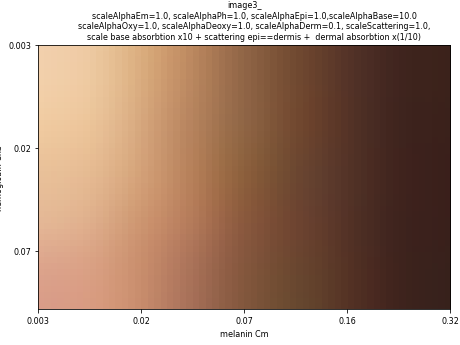 image3_
scaleAlphaEm=1.0, scaleAlphaPh=1.0, scaleAlphaEpi=1.0,scaleAlphaBase=10.0
scaleAlphaOxy=1.0, scaleAlphaDeoxy=1.0, scaleAlphaDerm=0.1, scaleScattering=1.0,
scale base absorbtion x10 + scattering epi==dermis + dermal absorbtion x(1/10)
0.003
0.02
0.07
0.003
0.02
0.07
0.16
0.32
melanin Cm